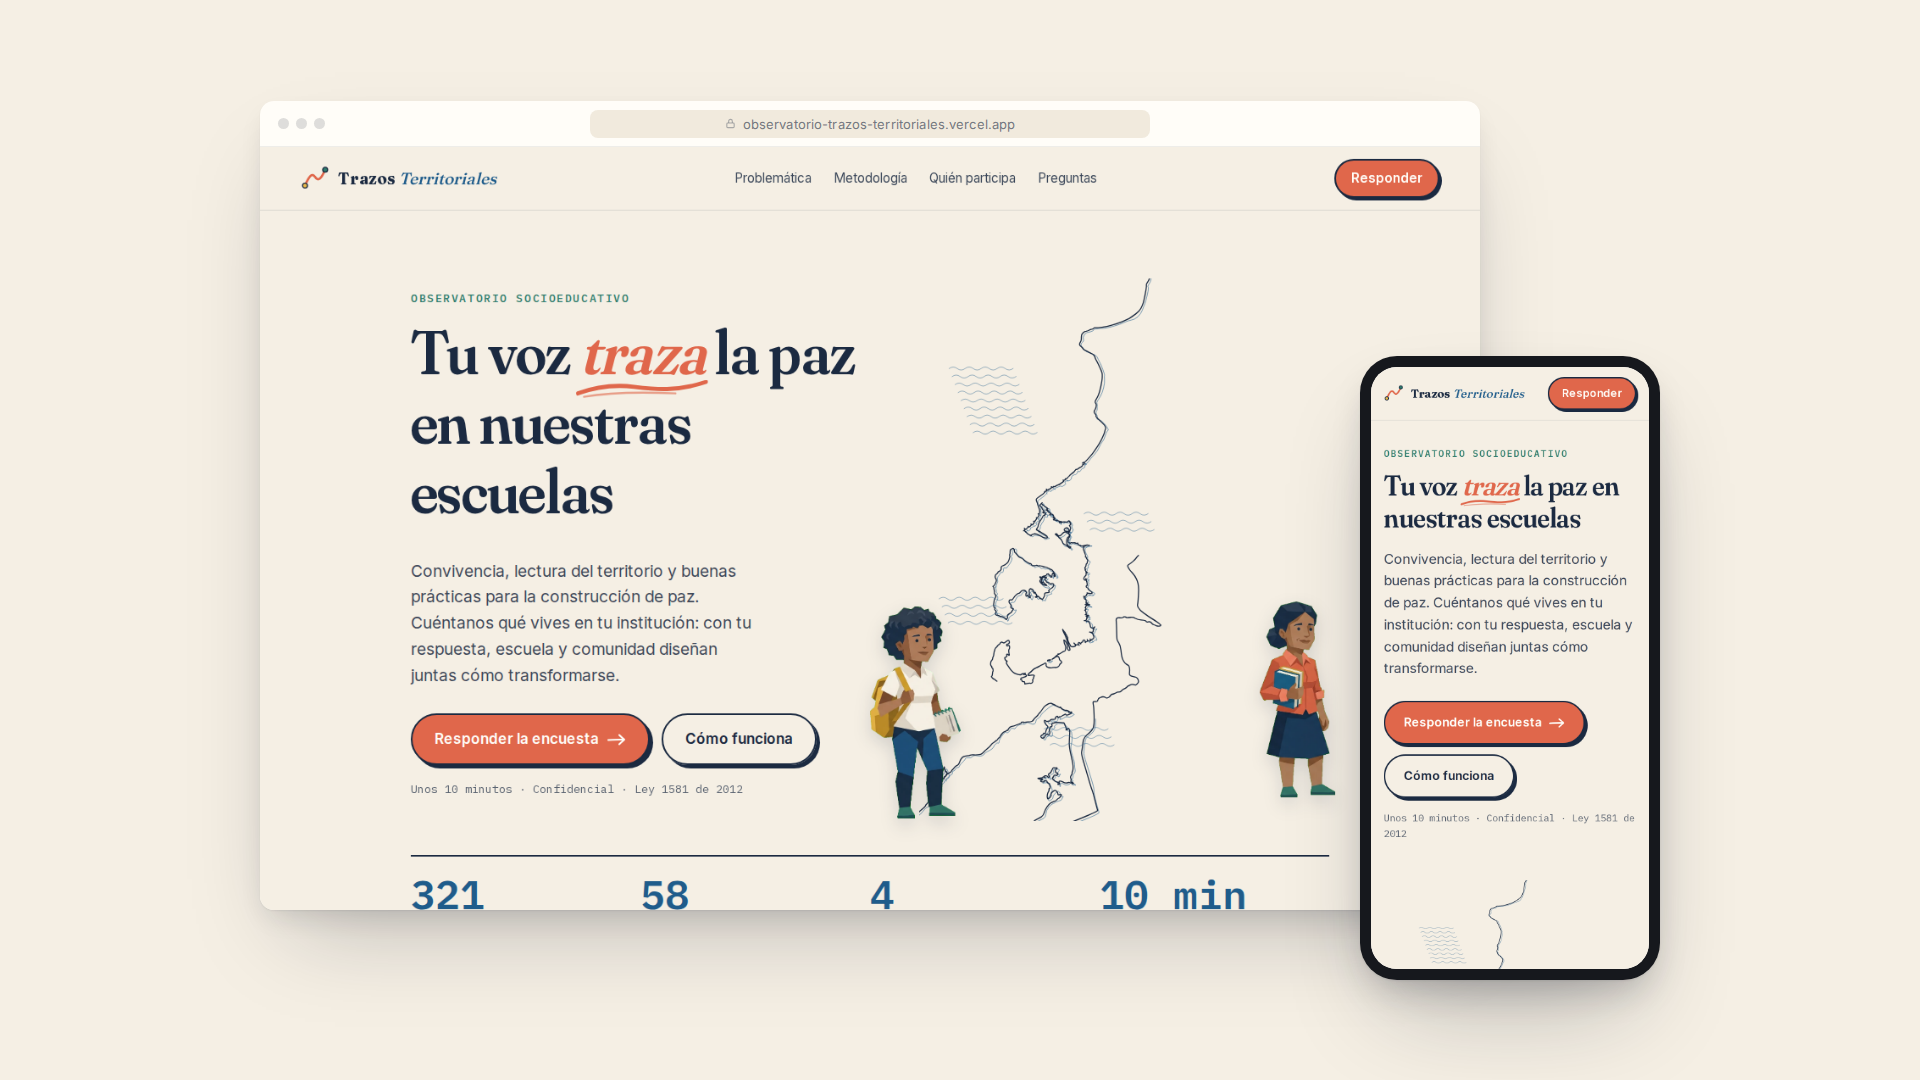 observatorio-trazos-territoriales.vercel.app
Trazos Territoriales
Problemática
Metodología
Quién participa
Preguntas
Responder
OBSERVATORIO SOCIOEDUCATIVO
Tu voz traza la paz
en nuestras
escuelas
Convivencia, lectura del territorio y buenas
prácticas para la construcción de paz.
Cuéntanos qué vives en tu institución: con tu
respuesta, escuela y comunidad diseñan
juntas cómo transformarse.
Responder la encuesta →
Cómo funciona
Unos 10 minutos · Confidencial · Ley 1581 de 2012
321
58
4
10 min
Trazos Territoriales
Responder
OBSERVATORIO SOCIOEDUCATIVO
Tu voz traza la paz en
nuestras escuelas
Convivencia, lectura del territorio y
buenas prácticas para la construcción
de paz. Cuéntanos qué vives en tu
institución: con tu respuesta, escuela y
comunidad diseñan juntas cómo
transformarse.
Responder la encuesta →
Cómo funciona
Unos 10 minutos · Confidencial · Ley 1581 de
2012